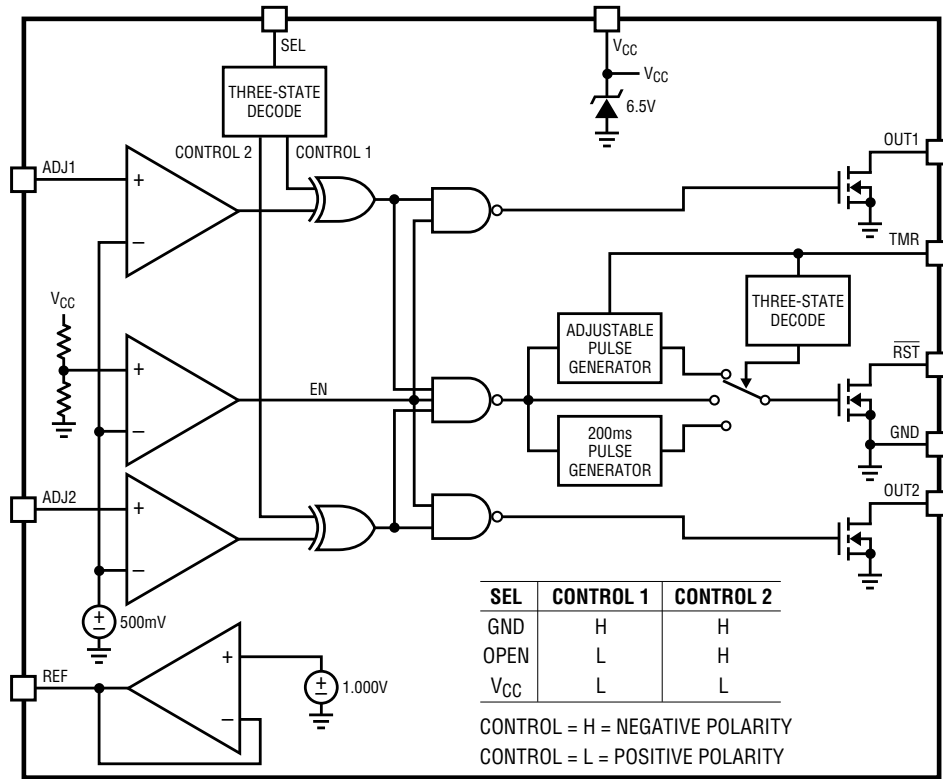 SEL
VCC
VCC
6.5V
THREE-STATE
DECODE
CONTROL 2
CONTROL 1
OUT1
ADJ1
+
−
TMR
VCC
THREE-STATE
DECODE
ADJUSTABLE
PULSE
GENERATOR
RST
+
−
EN
GND
200ms
PULSE
GENERATOR
OUT2
ADJ2
+
−
SEL CONTROL 1 CONTROL 2
GND H H
OPEN L H
VCC L L
+
−
500mV
REF
+
−
+
−
1.000V
CONTROL = H = NEGATIVE POLARITY
CONTROL = L = POSITIVE POLARITY